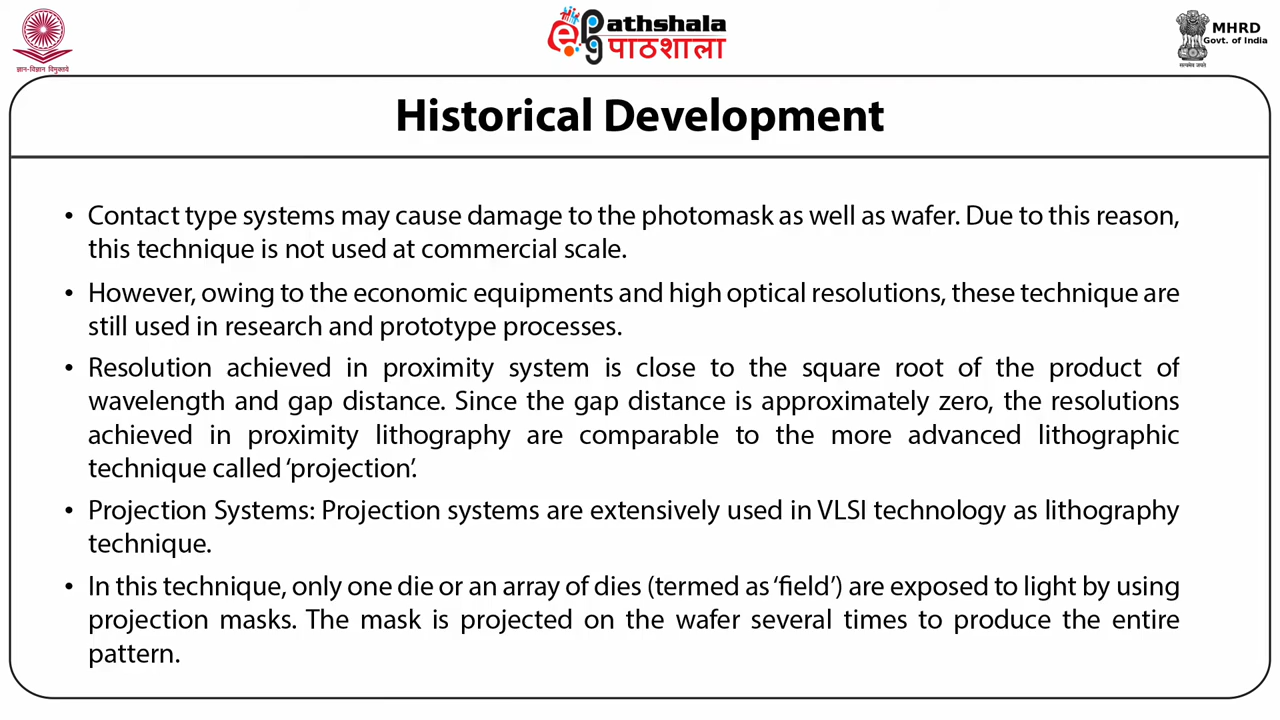 ज्ञान-विज्ञान विमुक्तये
ePathshala
पाठशाला
MHRD
Govt. of India
सत्यमेव जयते
Historical Development
• Contact type systems may cause damage to the photomask as well as wafer. Due to this reason,
this technique is not used at commercial scale.
• However, owing to the economic equipments and high optical resolutions, these technique are
still used in research and prototype processes.
• Resolution achieved in proximity system is close to the square root of the product of
wavelength and gap distance. Since the gap distance is approximately zero, the resolutions
achieved in proximity lithography are comparable to the more advanced lithographic
technique called ‘projection’.
• Projection Systems: Projection systems are extensively used in VLSI technology as lithography
technique.
• In this technique, only one die or an array of dies (termed as ‘field’) are exposed to light by using
projection masks. The mask is projected on the wafer several times to produce the entire
pattern.